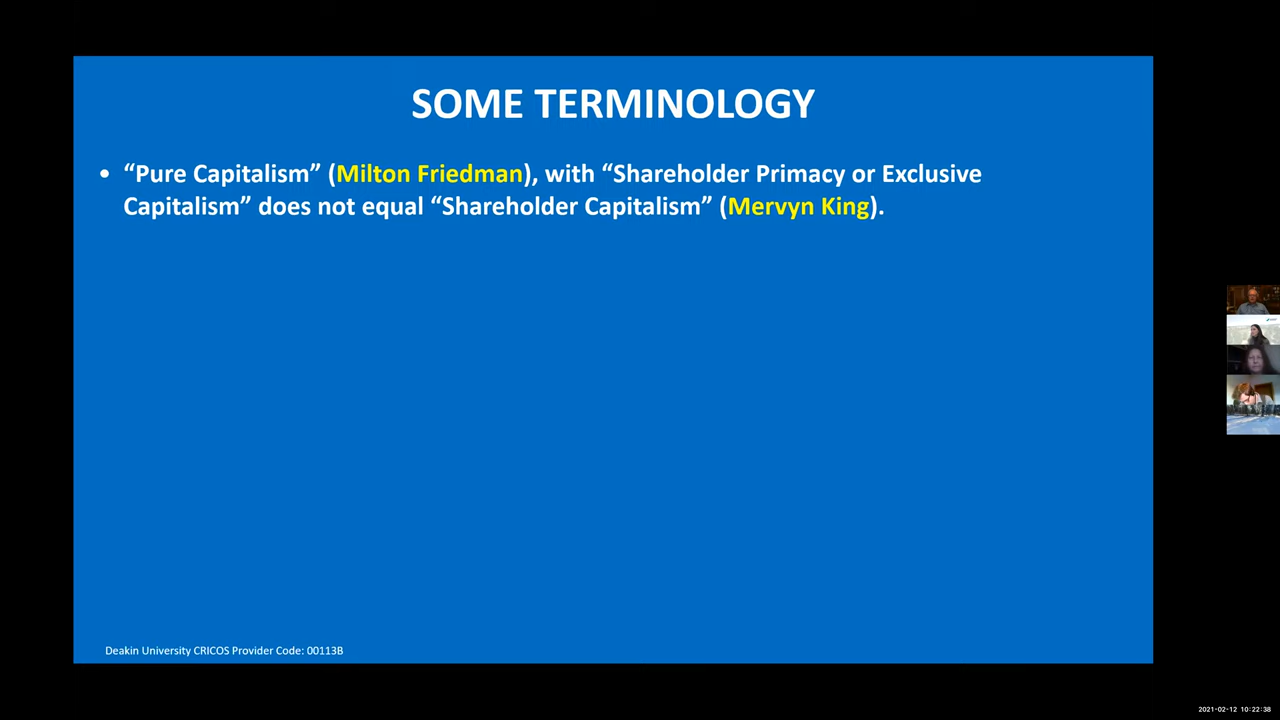 SOME TERMINOLOGY
• “Pure Capitalism” (Milton Friedman), with “Shareholder Primacy or Exclusive
Capitalism” does not equal “Shareholder Capitalism” (Mervyn King).
Deakin University CRICOS Provider Code: 00113B
2021-02-12 10:22:38